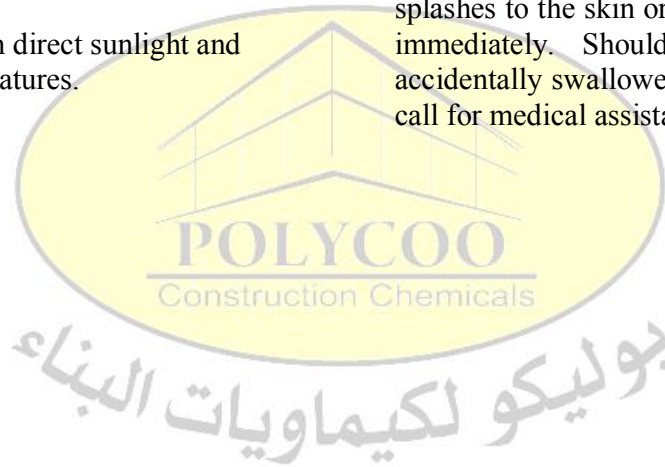 n direct sunlight and
atures.
splashes to the skin or
immediately. Should
accidentally swallowe
call for medical assista
POLYCOO
Construction Chemicals
بوليكو لكيماويات البناء